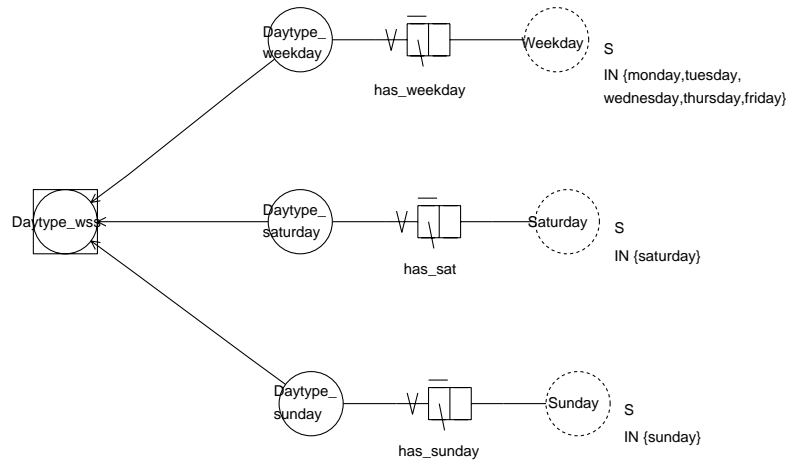 Daytype_
weekday
Weekday
S
IN {monday,tuesday,
wednesday,thursday,friday}
has_weekday
Daytype_wss
Daytype_
saturday
Saturday
S
IN {saturday}
has_sat
Daytype_
sunday
Sunday
S
IN {sunday}
has_sunday